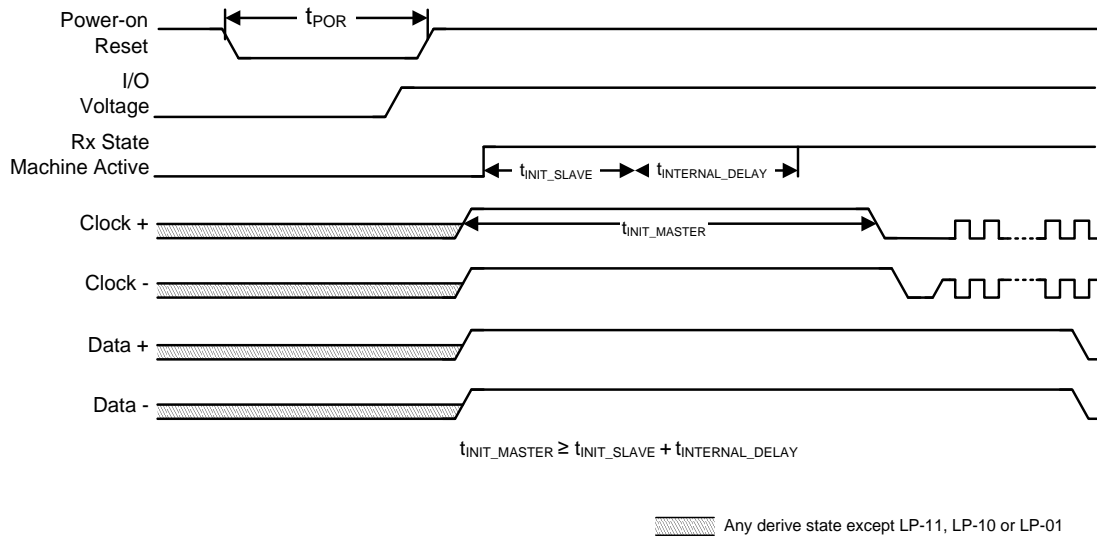 Power-on
Reset
tPOR
I/O
Voltage
Rx State
Machine Active
tINIT_SLAVE
tINTERNAL_DELAY
Clock +
tINIT_MASTER
Clock -
Data +
Data -
tINIT_MASTER ≥ tINIT_SLAVE + tINTERNAL_DELAY
Any derive state except LP-11, LP-10 or LP-01